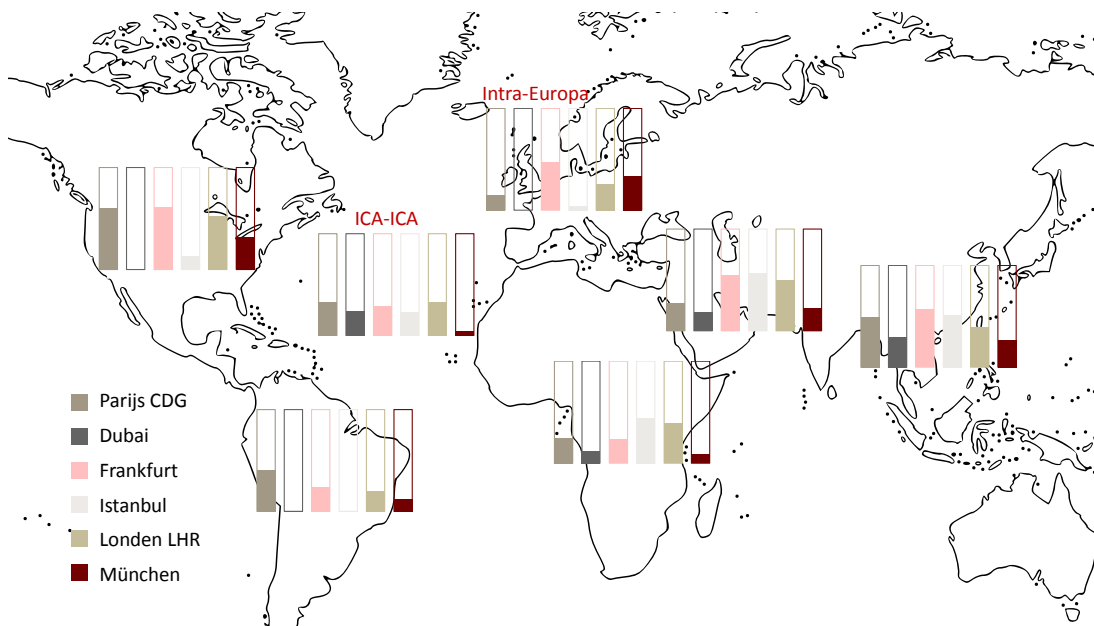 Intra-Europa
ICA-ICA
Parijs CDG
Dubai
Frankfurt
Istanbul
Londen LHR
München